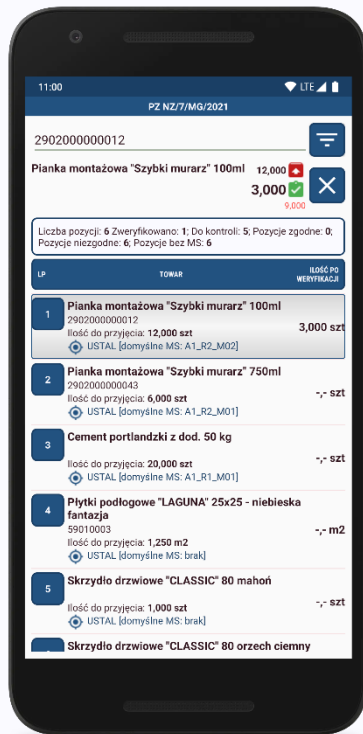 11:00 LTE
PZ NZ/7/MG/2021
2902000000012
Pianka montażowa "Szybki murarz" 100ml 12,000
3,000
9,000
Liczba pozycji: 6 Zweryfikowano: 1; Do kontroli: 5; Pozycje zgodne: 0;
Pozycje niezgodne: 6; Pozycje bez MS: 6
LP TOWAR ILOŚĆ PO
WERYFIKACJI
1 Pianka montażowa "Szybki murarz" 100ml
2902000000012 3,000 szt
Ilość do przyjęcia: 12,000 szt
USTAL [domyślne MS: A1_R2_M02]
2 Pianka montażowa "Szybki murarz" 750ml
2902000000043 -,- szt
Ilość do przyjęcia: 6,000 szt
USTAL [domyślne MS: A1_R2_M01]
3 Cement portlandzki z dod. 50 kg
-,- szt
Ilość do przyjęcia: 20,000 szt
USTAL [domyślne MS: A1_R1_M01]
4 Płytki podłogowe "LAGUNA" 25x25 - niebieska
fantazja
59010003 -,- m2
Ilość do przyjęcia: 1,250 m2
USTAL [domyślne MS: brak]
5 Skrzydło drzwiowe "CLASSIC" 80 mahoń
-,- szt
Ilość do przyjęcia: 1,000 szt
USTAL [domyślne MS: brak]
Skrzydło drzwiowe "CLASSIC" 80 orzech ciemny